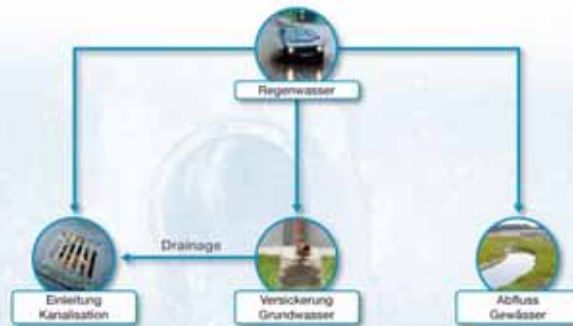 Regenwasser
Drainage
Einleitung
Kanalisation
Versickerung
Grundwasser
Abfluss
Gewässer